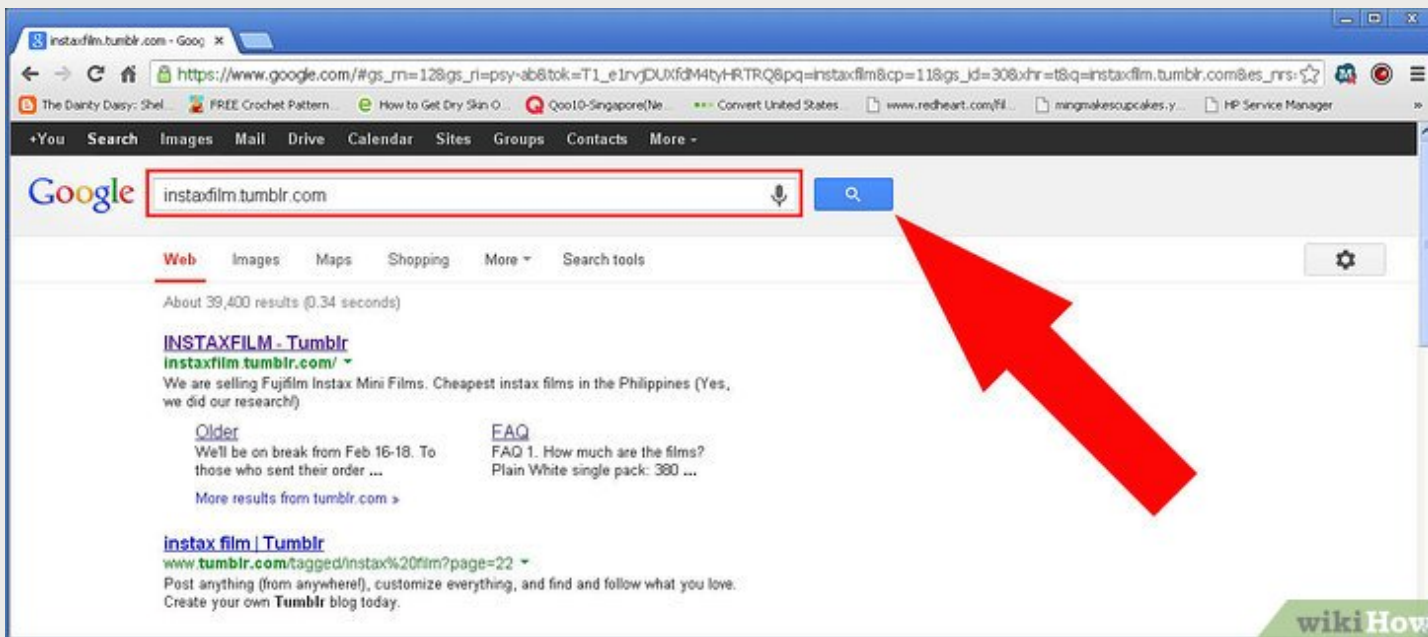 instaxfilm.tumblr.com - Goog
https://www.google.com/#gs_rn=12&gs_ri=psy-ab&tok=T1_e1rvjDUXfdM4tyHRTRQ&pq=instaxflm&cp=11&gs_id=30&xhr=t&q=instaxflm.tumblr.com&es_nrs=
The Dainty Daisy: Shel... FREE Crochet Pattern... How to Get Dry Skin O... Qoo10-Singapore(Ne... Convert United States... www.redheart.com/fil... mingmakescupcakes.y... HP Service Manager »
+You Search Images Mail Drive Calendar Sites Groups Contacts More
Google instaxfilm.tumblr.com
Web Images Maps Shopping More Search tools
About 39,400 results (0.34 seconds)
INSTAXFILM - Tumblr
instaxfilm.tumblr.com/
We are selling Fujifilm Instax Mini Films. Cheapest instax films in the Philippines (Yes,
we did our research!)
Older FAQ
We'll be on break from Feb 16-18. To FAQ 1. How much are the films?
those who sent their order ... Plain White single pack: 380 ...
More results from tumblr.com »
instax film | Tumblr
www.tumblr.com/tagged/instax%20film?page=22
Post anything (from anywhere!), customize everything, and find and follow what you love.
Create your own Tumblr blog today.
wikiHow